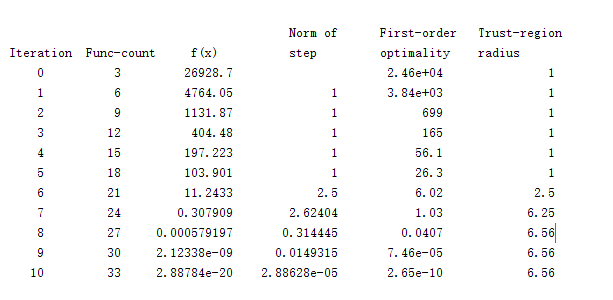 Norm of First-order Trust-region
Iteration Func-count f(x) step optimality radius
0 3 26928.7 2.46e+04 1
1 6 4764.05 1 3.84e+03 1
2 9 1131.87 1 699 1
3 12 404.48 1 165 1
4 15 197.223 1 56.1 1
5 18 103.901 1 26.3 1
6 21 11.2433 2.5 6.02 2.5
7 24 0.307909 2.62404 1.03 6.25
8 27 0.000579197 0.314445 0.0407 6.56
9 30 2.12338e-09 0.0149315 7.46e-05 6.56
10 33 2.88784e-20 2.88628e-05 2.65e-10 6.56